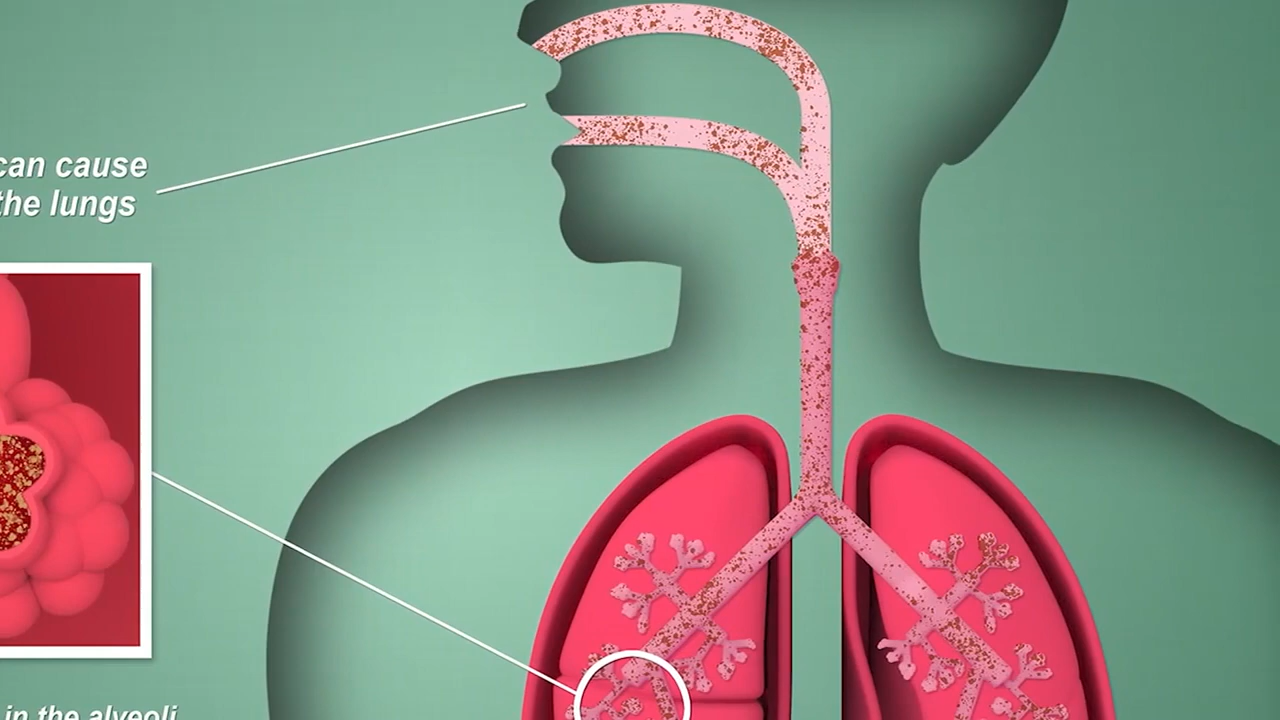 can cause
the lungs
in the alveoli